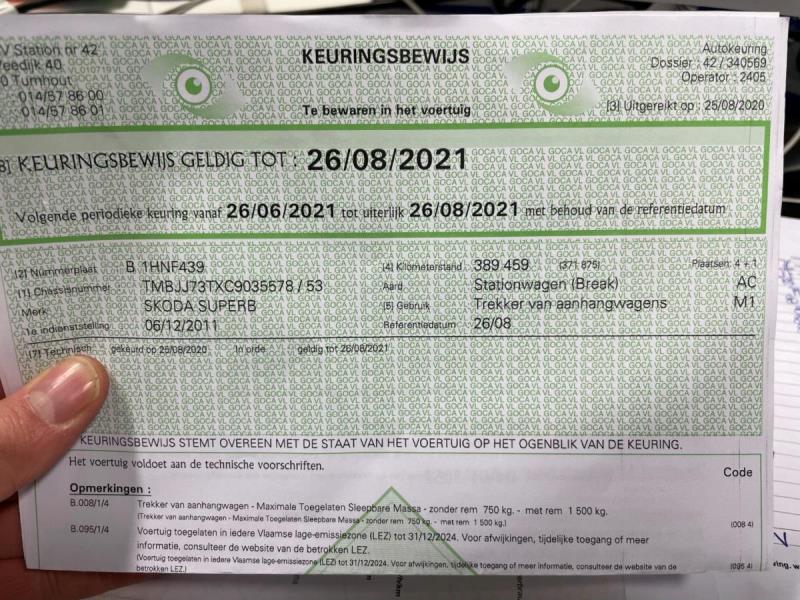 V Station nr 42
eedijk 40
0 Turnhout
014/57 86 00
014/57 86 01
KEURINGSBEWIJS
Te bewaren in het voertuig
Autokeuring
Dossier : 42 / 340569
Operator : 2405
[3] Uitgereikt op : 25/08/2020
8] KEURINGSBEWIJS GELDIG TOT : 26/08/2021
Volgende periodieke keuring vanaf 26/06/2021 tot uiterlijk 26/08/2021 met behoud van de referentiedatum
[2] Nummerplaat B 1HNF439
[1] Chassisnummer TMBJJ73TXC9035578 / 53
Merk SKODA SUPERB
1e indienststelling 06/12/2011
[4] Kilometerstand 389 459 (371 875) Plaatsen: 4 + 1
Aard Stationwagen (Break) AC
[5] Gebruik Trekker van aanhangwagens M1
Referentiedatum 26/08
[7] Technisch gekeurd op 25/08/2020 In orde geldig tot 26/08/2021
KEURINGSBEWIJS STEMT OVEREEN MET DE STAAT VAN HET VOERTUIG OP HET OGENBLIK VAN DE KEURING.
Het voertuig voldoet aan de technische voorschriften.
Code
Opmerkingen :
B.008/1/4 Trekker van aanhangwagen - Maximale Toegelaten Sleepbare Massa - zonder rem 750 kg. - met rem 1 500 kg.
(Trekker van aanhangwagen - Maximale Toegelaten Sleepbare Massa - zonder rem 750 kg. - met rem 1 500 kg.) (008 4)
B.095/1/4 Voertuig toegelaten in iedere Vlaamse lage-emissiezone (LEZ) tot 31/12/2024. Voor afwijkingen, tijdelijke toegang of meer
informatie, consulteer de website van de betrokken LEZ.
(Voertuig toegelaten in iedere Vlaamse lage-emissiezone (LEZ) tot 31/12/2024. Voor afwijkingen, tijdelijke toegang of meer informatie, consulteer de website van de
betrokken LEZ.) (095 4)